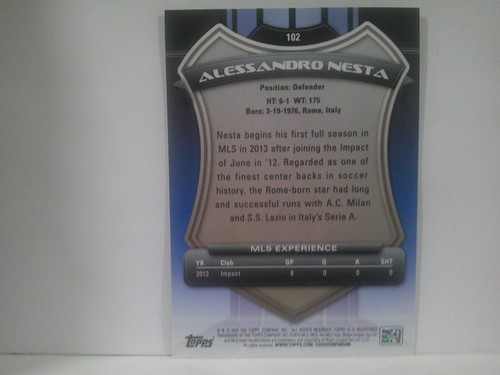 102
ALESSANDRO NESTA
Position: Defender
HT: 6-1 WT: 175
Born: 3-19-1976, Rome, Italy
Nesta begins his first full season in
MLS in 2013 after joining the Impact
of June in '12. Regarded as one of
the finest center backs in soccer
history, the Rome-born star had long
and successful runs with A.C. Milan
and S.S. Lazio in Italy's Serie A.
MLS EXPERIENCE
YR Club GP G A SHT
2012 Impact 8 0 0 0
Topps